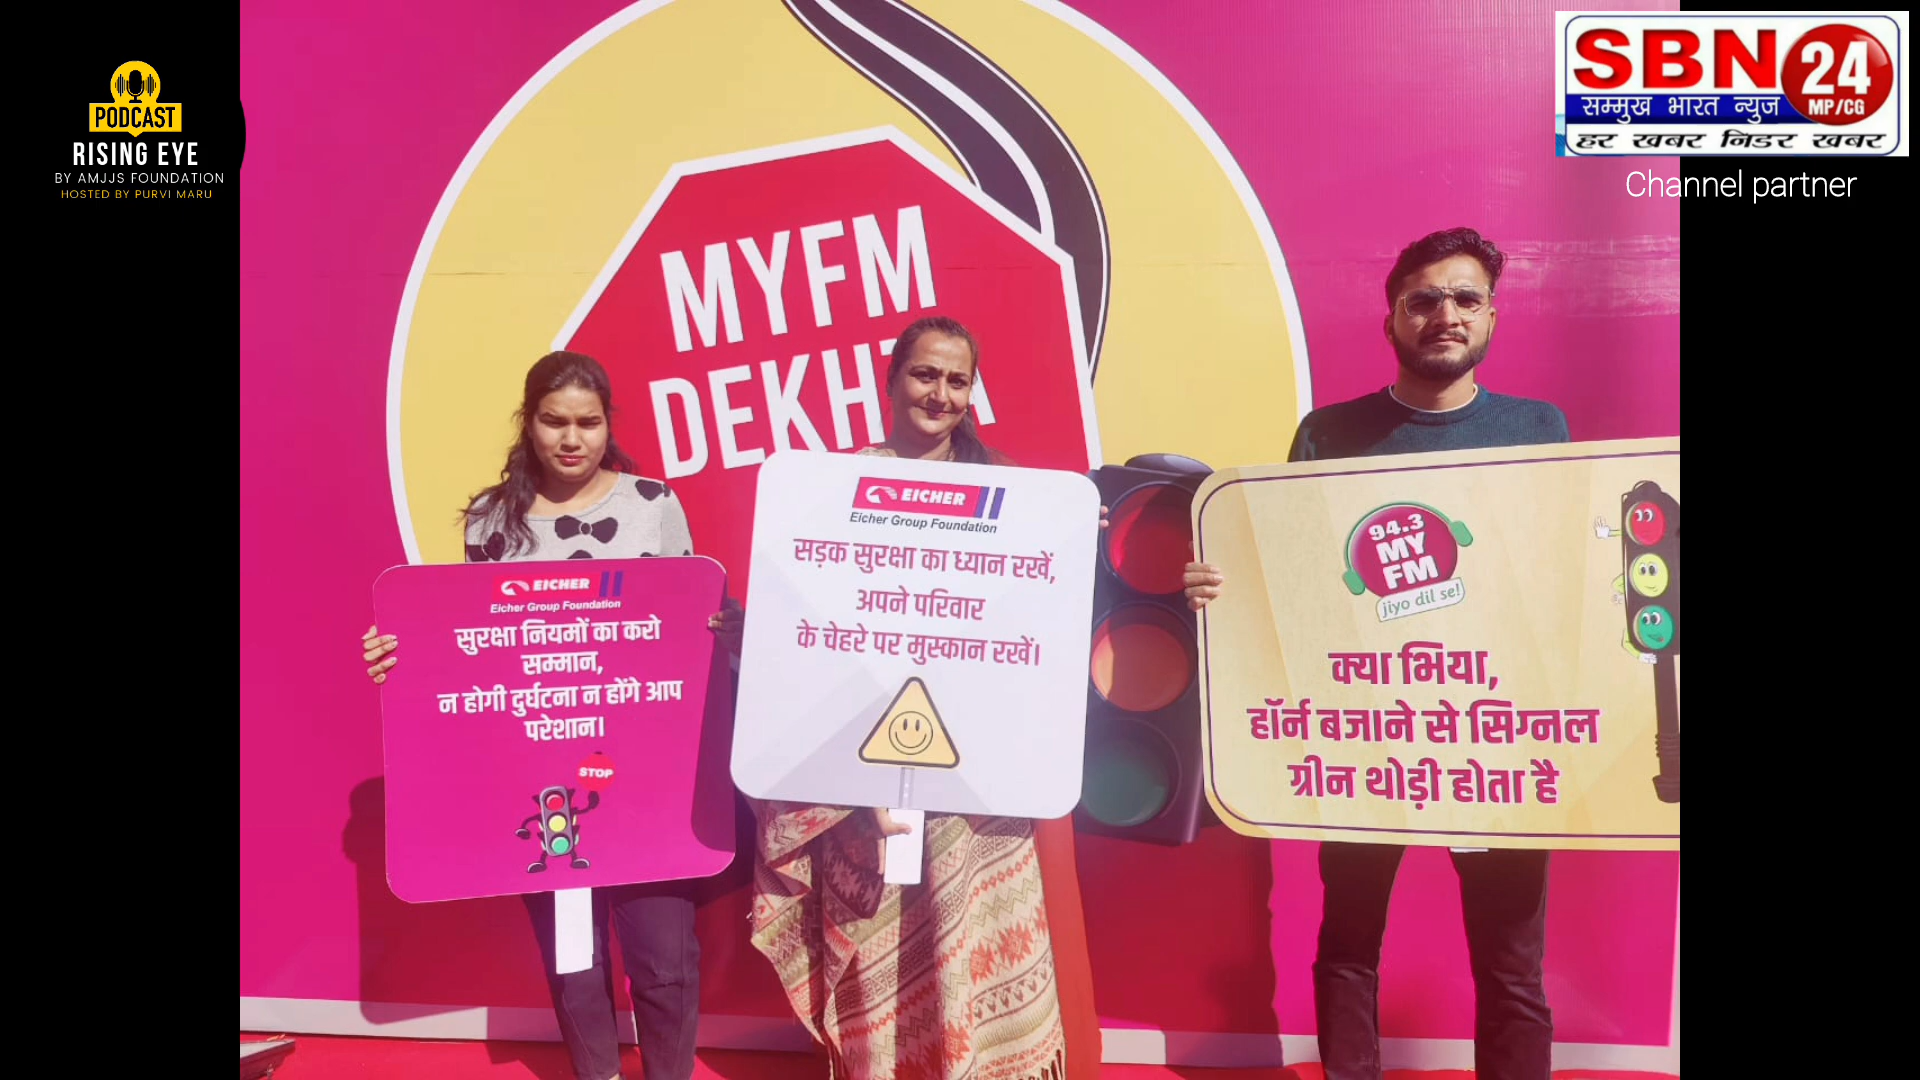 PODCAST
RISING EYE
BY AMJJS FOUNDATION
HOSTED BY PURVI MARU
SBN 24
MP/CG
सम्मुख भारत न्युज
हर खबर निडर खबर
Channel partner
MYFM
EICHER
Eicher Group Foundation
सुरक्षा नियमों का करो
सम्मान,
न होगी दुर्घटना न होंगे आप
परेशान।
STOP
EICHER
Eicher Group Foundation
सड़क सुरक्षा का ध्यान रखें,
अपने परिवार
के चेहरे पर मुस्कान रखें।
94.3
MY
FM
jiyo dil se!
क्या भिया,
हॉर्न बजाने से सिग्नल
ग्रीन थोड़ी होता है